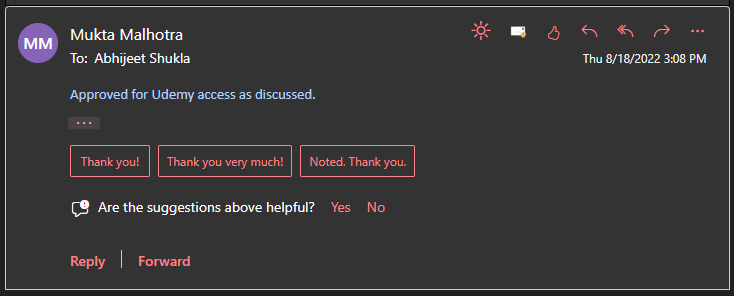 MM
Mukta Malhotra
To: Abhijeet Shukla
Thu 8/18/2022 3:08 PM
Approved for Udemy access as discussed.
Thank you!
Thank you very much!
Noted. Thank you.
Are the suggestions above helpful? Yes No
Reply
Forward